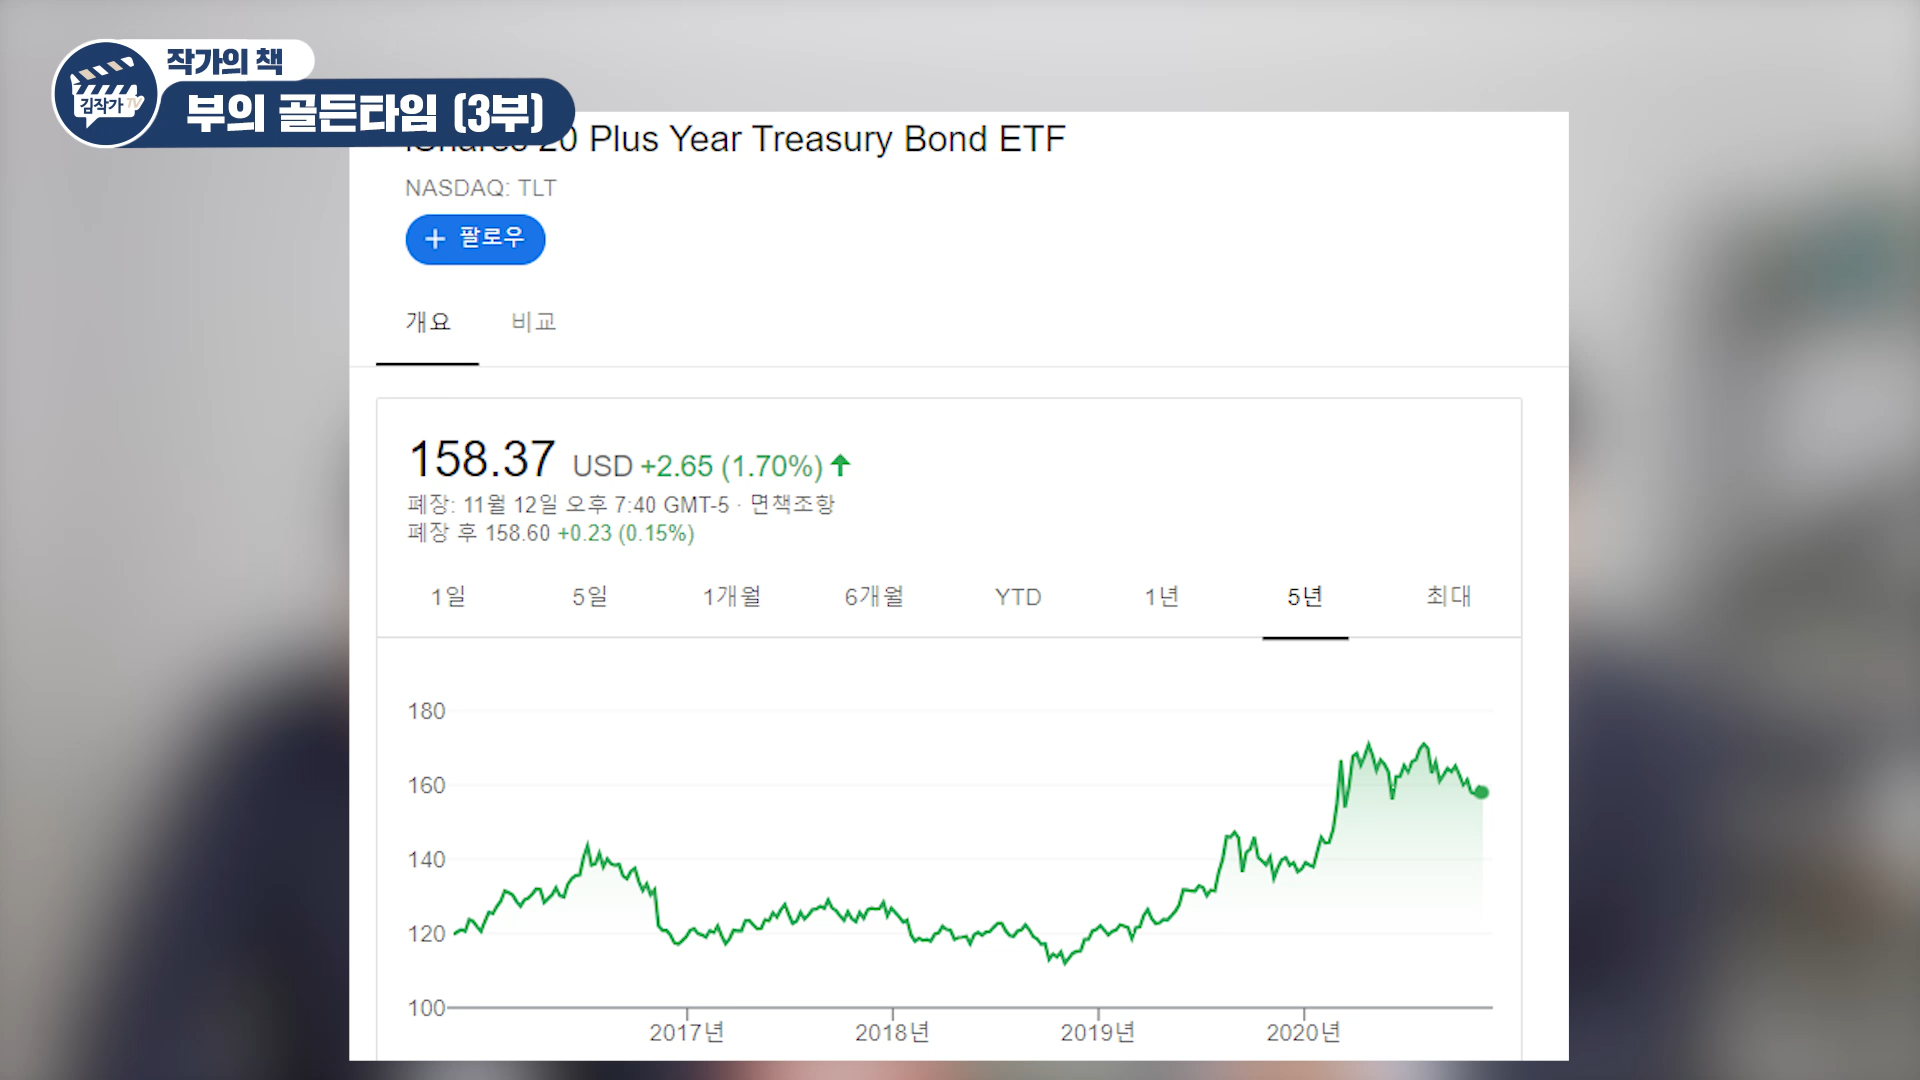 작가의 책
김작가 TV
부의 골든타임 (3부)
iShares 20 Plus Year Treasury Bond ETF
NASDAQ: TLT
+ 팔로우
개요 비교
158.37 USD +2.65 (1.70%)
폐장: 11월 12일 오후 7:40 GMT-5 · 면책조항
폐장 후 158.60 +0.23 (0.15%)
1일 5일 1개월 6개월 YTD 1년 5년 최대
180
160
140
120
100
2017년 2018년 2019년 2020년